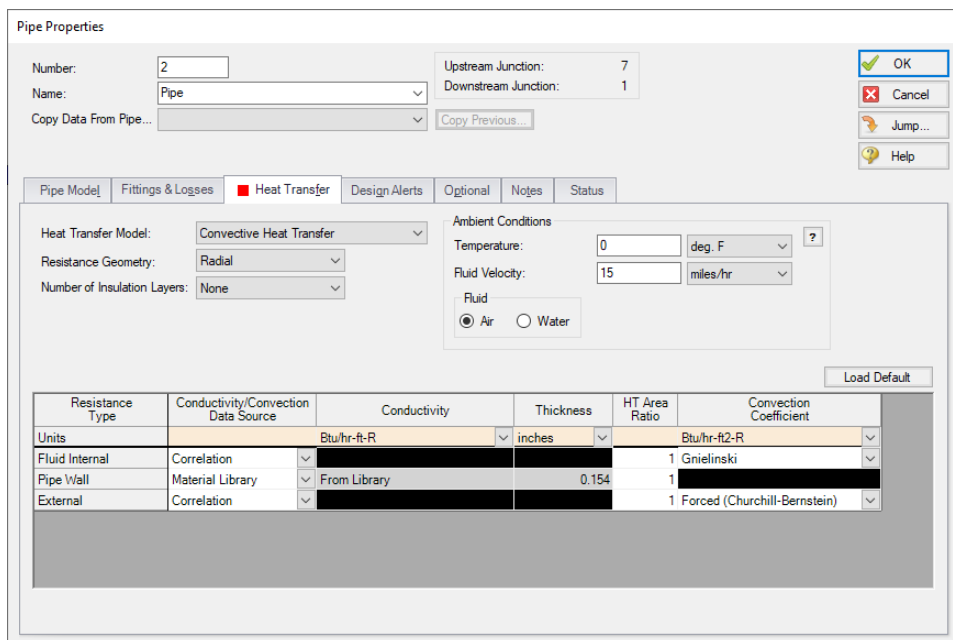 Pipe Properties
Number: 2
Name: Pipe
Copy Data From Pipe... Copy Previous...
Upstream Junction: 7
Downstream Junction: 1
OK
Cancel
Jump...
Help
Pipe Model Fittings & Losses Heat Transfer Design Alerts Optional Notes Status
Heat Transfer Model: Convective Heat Transfer
Resistance Geometry: Radial
Number of Insulation Layers: None
Ambient Conditions
Temperature: 0 deg. F ?
Fluid Velocity: 15 miles/hr
Fluid
Air Water
Load Default
Resistance Type Conductivity/Convection Data Source Conductivity Thickness HT Area Ratio Convection Coefficient
Units Btu/hr-ft-R inches Btu/hr-ft2-R
Fluid Internal Correlation 1 Gnielinski
Pipe Wall Material Library From Library 0.154 1
External Correlation 1 Forced (Churchill-Bernstein)